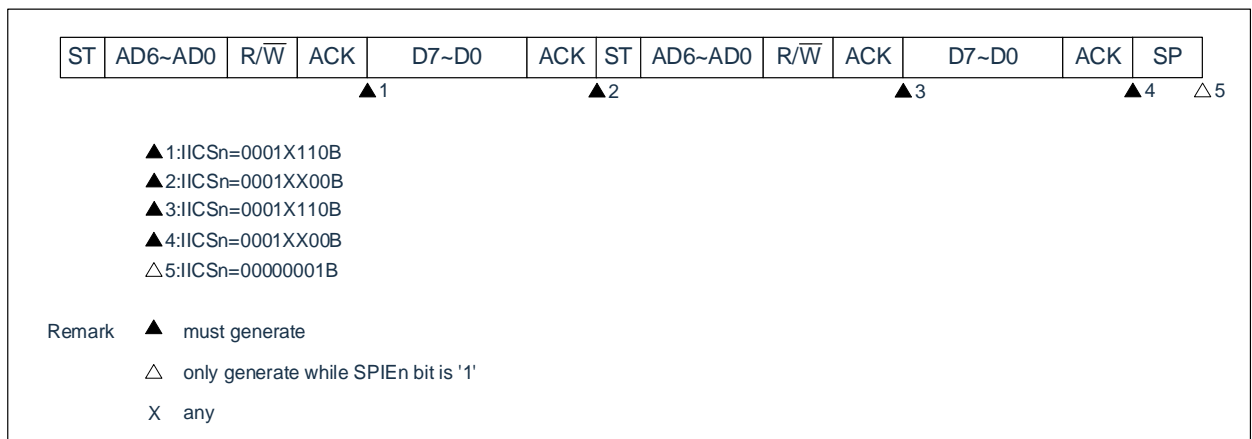 ST AD6~AD0 R/W̅ ACK D7~D0 ACK ST AD6~AD0 R/W̅ ACK D7~D0 ACK SP
▲1 ▲2 ▲3 ▲4 △5
▲1:IICSn=0001X110B
▲2:IICSn=0001XX00B
▲3:IICSn=0001X110B
▲4:IICSn=0001XX00B
△5:IICSn=00000001B
Remark ▲ must generate
△ only generate while SPIEn bit is '1'
X any